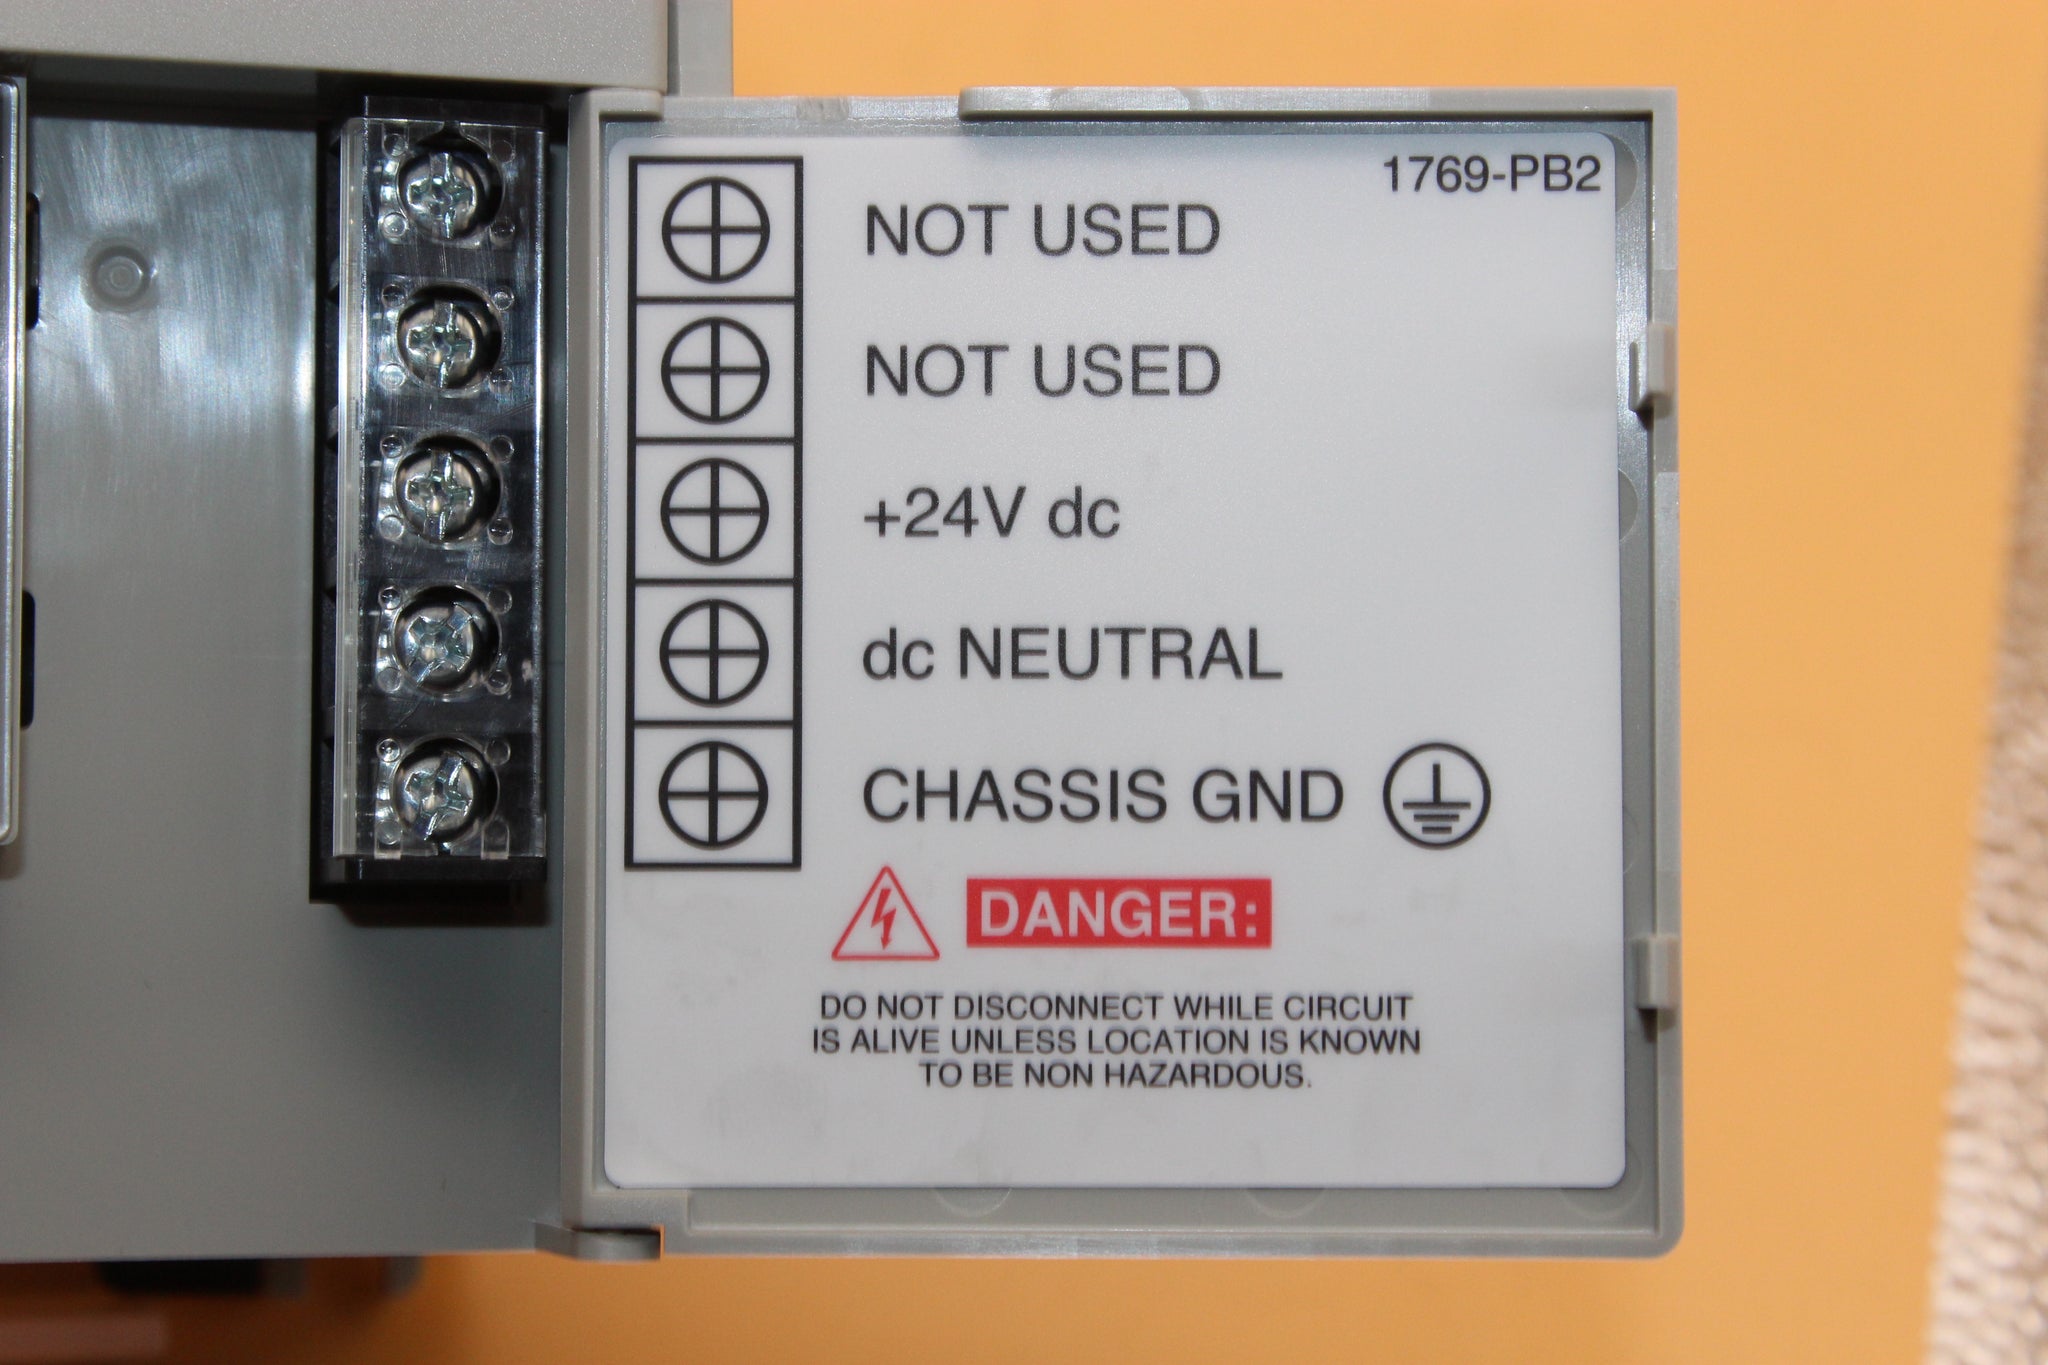 1769-PB2
NOT USED
NOT USED
+24V dc
dc NEUTRAL
CHASSIS GND
DANGER:
DO NOT DISCONNECT WHILE CIRCUIT
IS ALIVE UNLESS LOCATION IS KNOWN
TO BE NON HAZARDOUS.